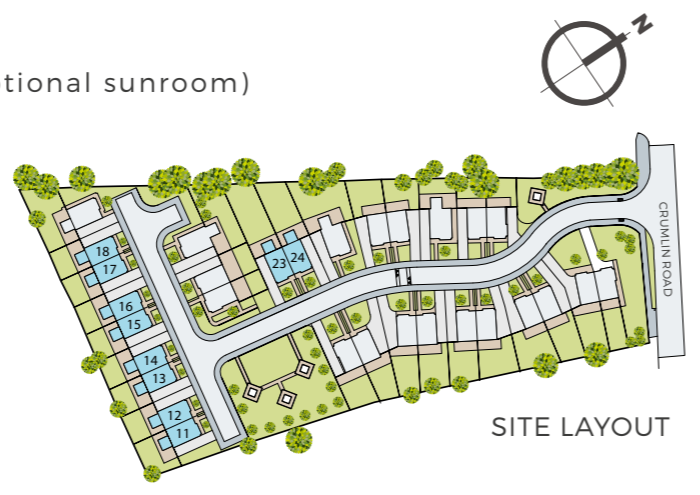 N
tional sunroom)
CRUMLIN ROAD
18
17
23 24
16
15
14
13
12
11
SITE LAYOUT